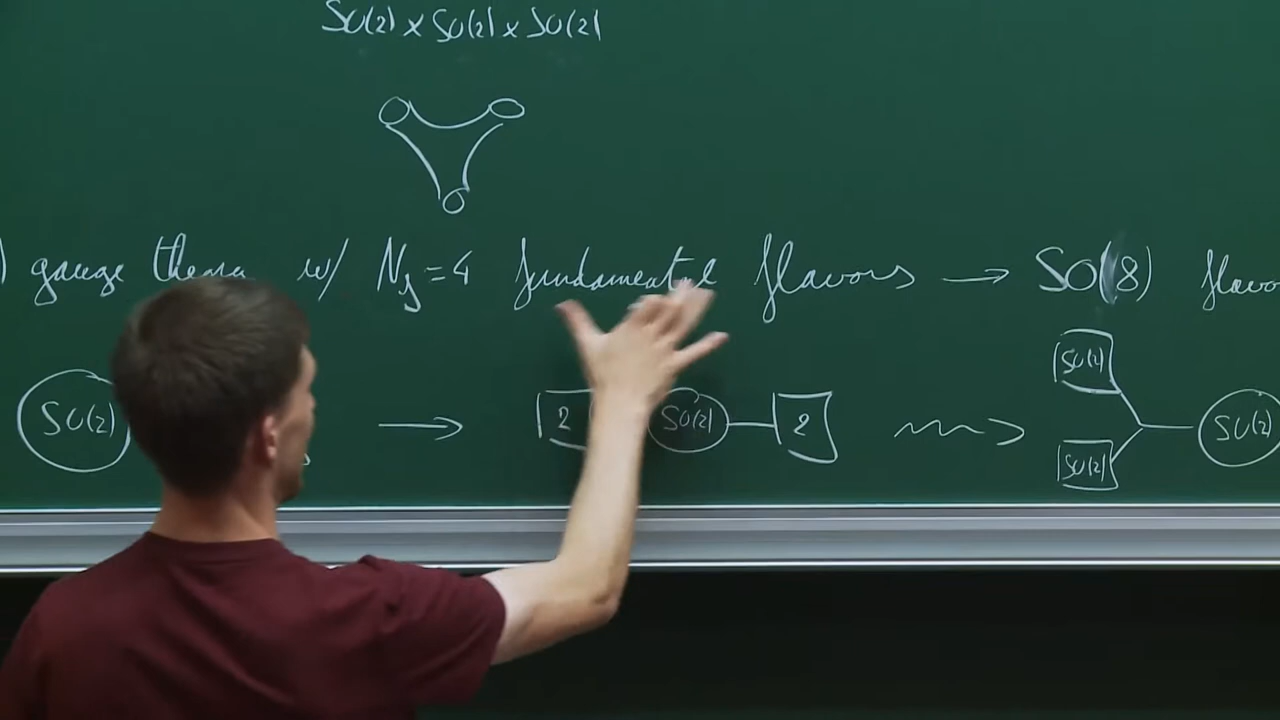 SU(2) x SU(2) x SU(2)
) gauge theory w/ Nf = 4 fundamental flavors → SO(8) flavo
SU(2) → 2 SU(2) 2 SU(2) SU(2) SU(2)